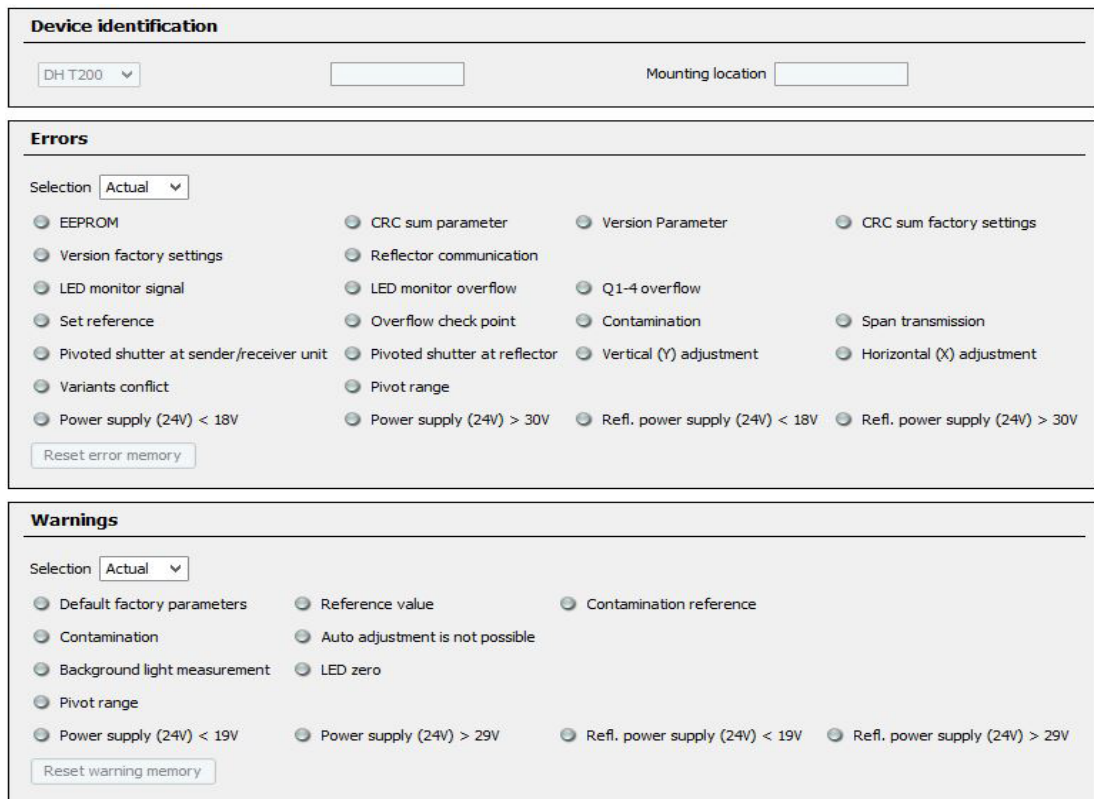 Device identification
DH T200 Mounting location
Errors
Selection Actual
EEPROM CRC sum parameter Version Parameter CRC sum factory settings
Version factory settings Reflector communication
LED monitor signal LED monitor overflow Q1-4 overflow
Set reference Overflow check point Contamination Span transmission
Pivoted shutter at sender/receiver unit Pivoted shutter at reflector Vertical (Y) adjustment Horizontal (X) adjustment
Variants conflict Pivot range
Power supply (24V) < 18V Power supply (24V) > 30V Refl. power supply (24V) < 18V Refl. power supply (24V) > 30V
Reset error memory
Warnings
Selection Actual
Default factory parameters Reference value Contamination reference
Contamination Auto adjustment is not possible
Background light measurement LED zero
Pivot range
Power supply (24V) < 19V Power supply (24V) > 29V Refl. power supply (24V) < 19V Refl. power supply (24V) > 29V
Reset warning memory